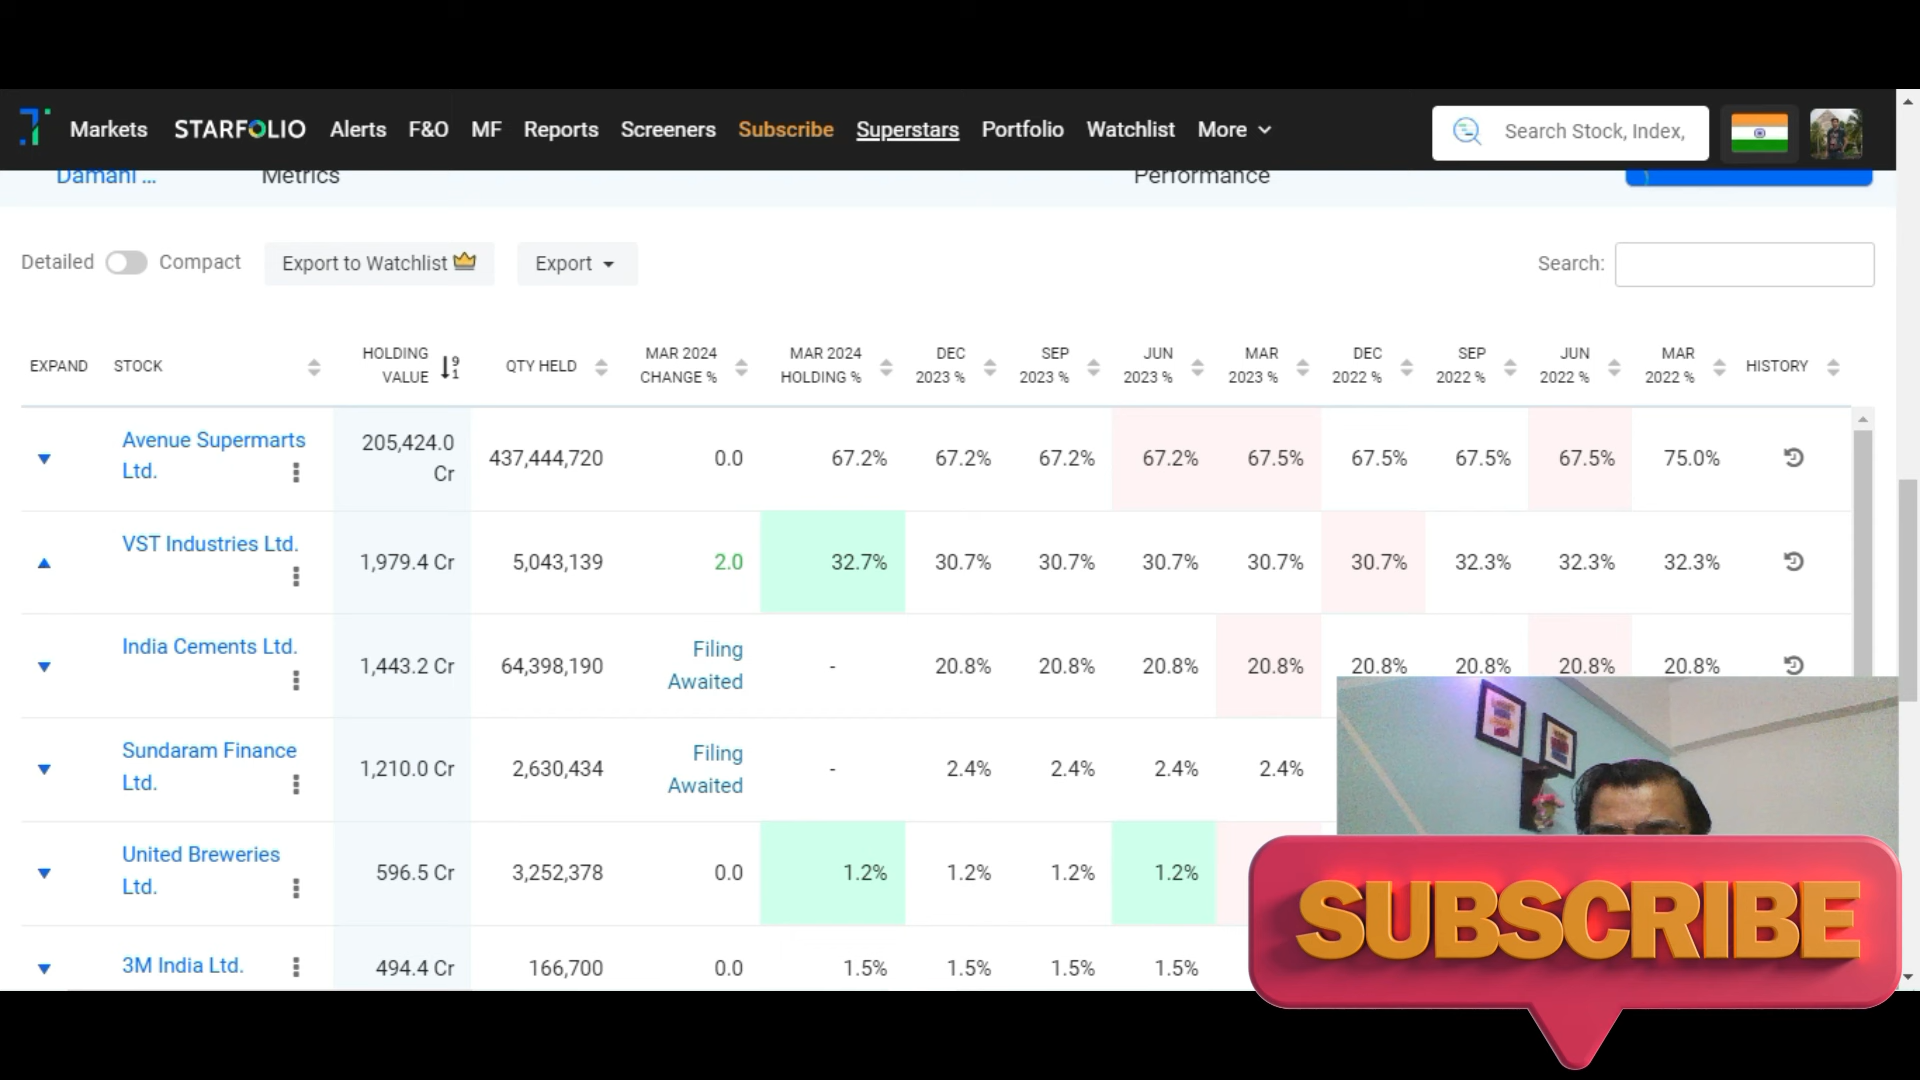 Markets STARFOLIO Alerts F&O MF Reports Screeners Subscribe Superstars Portfolio Watchlist More Search Stock, Index,
Damani ... Metrics Performance
Detailed Compact Export to Watchlist Export Search:
EXPAND STOCK HOLDING VALUE QTY HELD MAR 2024 CHANGE % MAR 2024 HOLDING % DEC 2023 % SEP 2023 % JUN 2023 % MAR 2023 % DEC 2022 % SEP 2022 % JUN 2022 % MAR 2022 % HISTORY
Avenue Supermarts Ltd. 205,424.0 Cr 437,444,720 0.0 67.2% 67.2% 67.2% 67.2% 67.5% 67.5% 67.5% 67.5% 75.0%
VST Industries Ltd. 1,979.4 Cr 5,043,139 2.0 32.7% 30.7% 30.7% 30.7% 30.7% 30.7% 32.3% 32.3% 32.3%
India Cements Ltd. 1,443.2 Cr 64,398,190 Filing Awaited - 20.8% 20.8% 20.8% 20.8% 20.8% 20.8% 20.8% 20.8%
Sundaram Finance Ltd. 1,210.0 Cr 2,630,434 Filing Awaited - 2.4% 2.4% 2.4% 2.4%
United Breweries Ltd. 596.5 Cr 3,252,378 0.0 1.2% 1.2% 1.2% 1.2%
3M India Ltd. 494.4 Cr 166,700 0.0 1.5% 1.5% 1.5% 1.5%
SUBSCRIBE